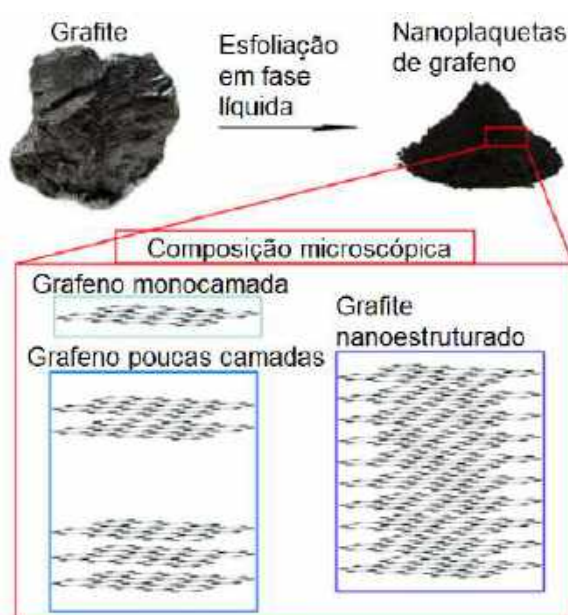 Grafite
Esfoliação
em fase
líquida
Nanoplaquetas
de grafeno
Composição microscópica
Grafeno monocamada
Grafeno poucas camadas
Grafite
nanoestruturado